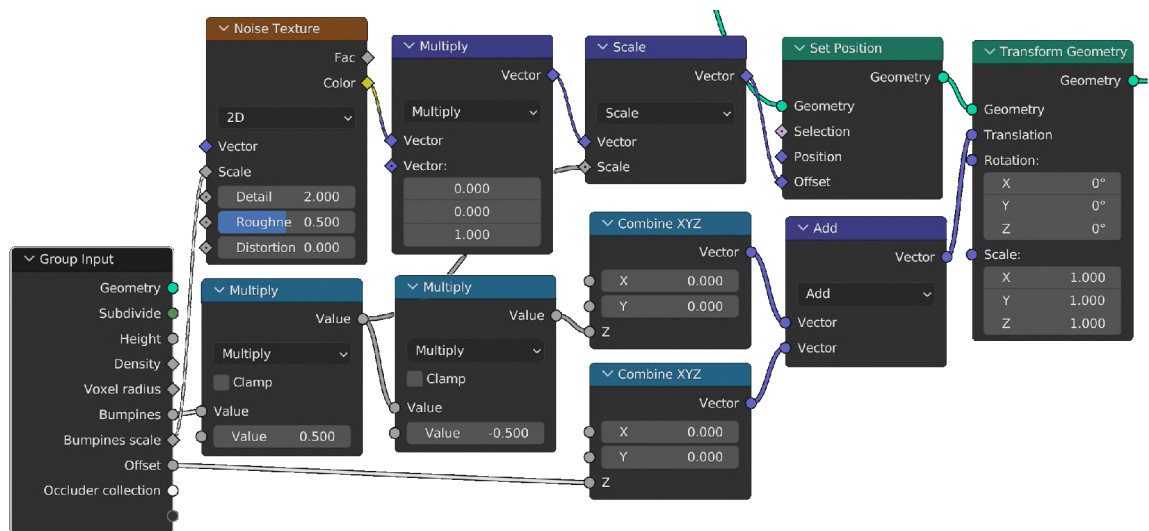 Noise Texture
Fac
Color
2D
Vector
Scale
Detail 2.000
Roughne 0.500
Distortion 0.000
Multiply
Vector
Multiply
Vector
Vector:
0.000
0.000
1.000
Scale
Vector
Scale
Vector
Scale
Set Position
Geometry
Geometry
Selection
Position
Offset
Transform Geometry
Geometry
Geometry
Translation
Rotation:
X 0°
Y 0°
Z 0°
Scale:
X 1.000
Y 1.000
Z 1.000
Group Input
Geometry
Subdivide
Height
Density
Voxel radius
Bumpines
Bumpines scale
Offset
Occluder collection
Multiply
Value
Multiply
Clamp
Value
Value 0.500
Multiply
Value
Multiply
Clamp
Value
Value -0.500
Combine XYZ
Vector
X 0.000
Y 0.000
Z
Combine XYZ
Vector
X 0.000
Y 0.000
Z
Add
Vector
Add
Vector
Vector